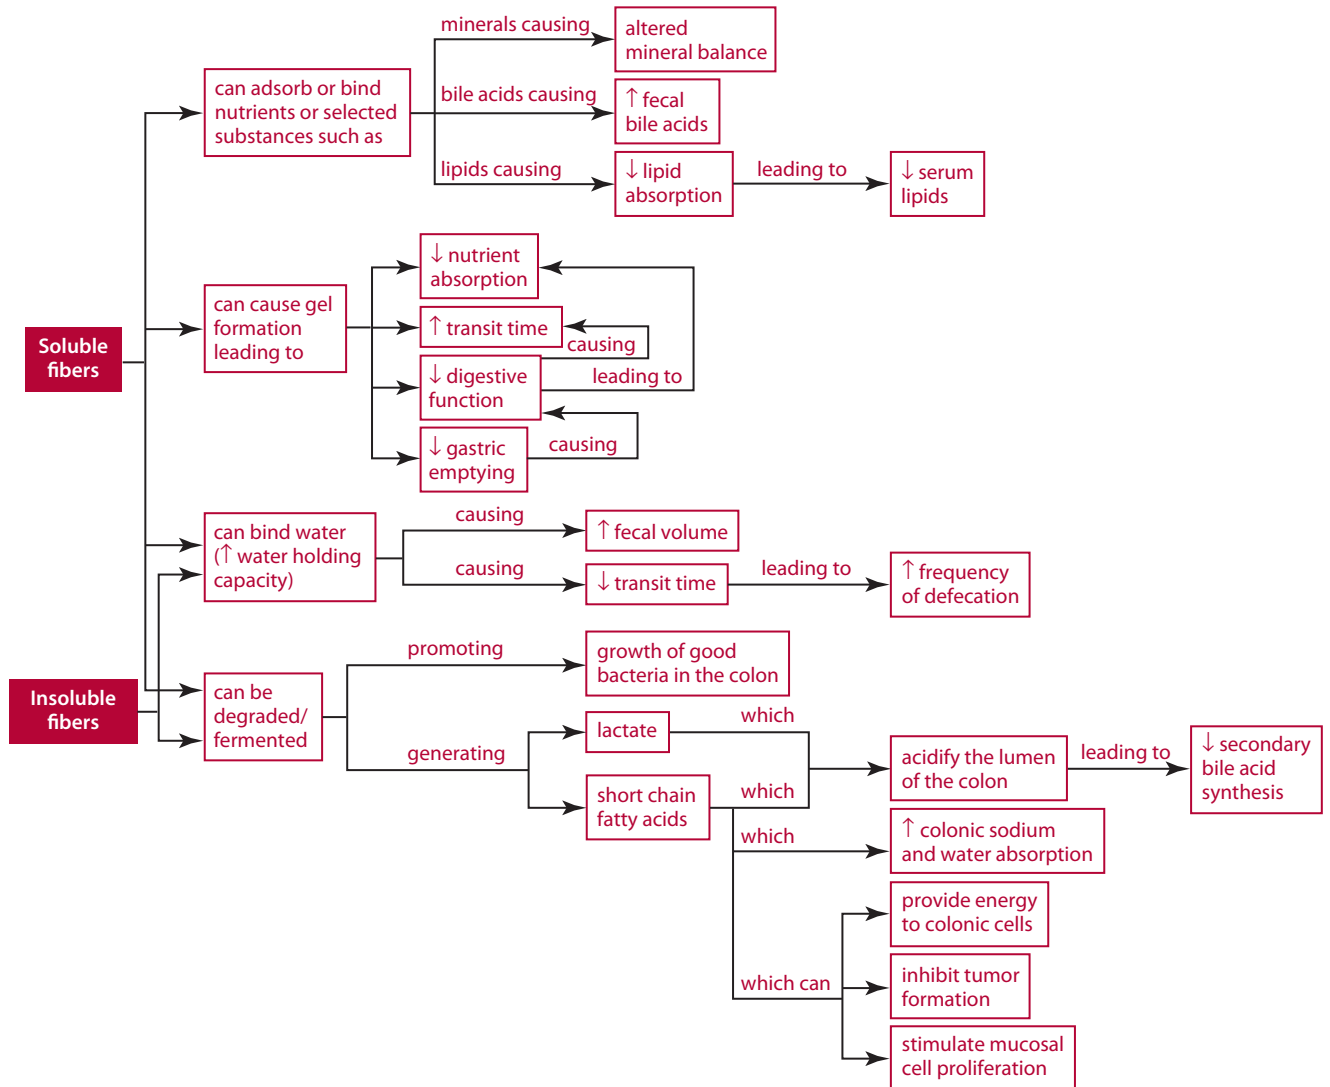 minerals causing
altered
mineral balance
can adsorb or bind
nutrients or selected
substances such as
bile acids causing
↑ fecal
bile acids
lipids causing
↓ lipid
absorption
leading to
↓ serum
lipids
Soluble
fibers
can cause gel
formation
leading to
↓ nutrient
absorption
↑ transit time
causing
↓ digestive
function
leading to
↓ gastric
emptying
causing
can bind water
(↑ water holding
capacity)
causing
↑ fecal volume
causing
↓ transit time
leading to
↑ frequency
of defecation
Insoluble
fibers
can be
degraded/
fermented
promoting
growth of good
bacteria in the colon
generating
lactate
which
short chain
fatty acids
which
acidify the lumen
of the colon
leading to
↓ secondary
bile acid
synthesis
which
↑ colonic sodium
and water absorption
which can
provide energy
to colonic cells
inhibit tumor
formation
stimulate mucosal
cell proliferation